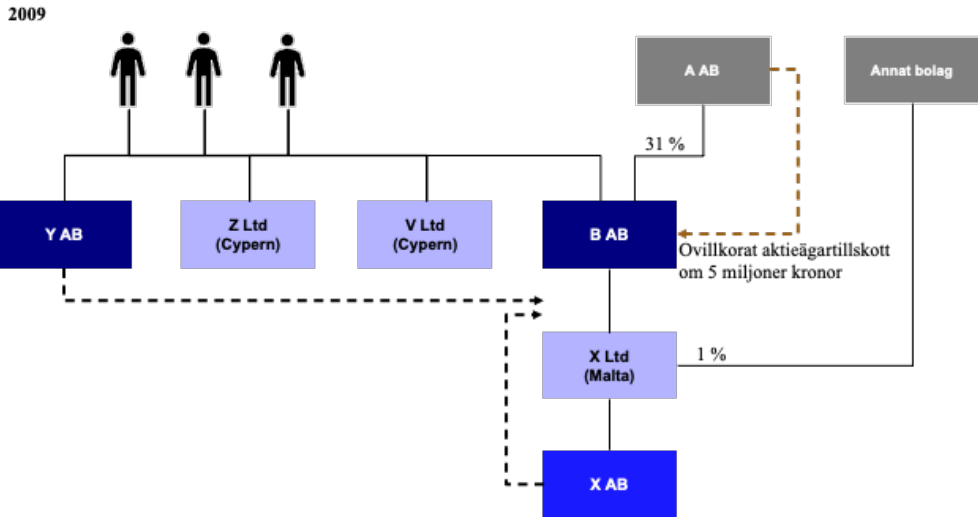 2009
A AB
Annat bolag
31 %
Y AB
Z Ltd
(Cypern)
V Ltd
(Cypern)
B AB
Ovillkorat aktieägartillskott
om 5 miljoner kronor
X Ltd
(Malta)
1 %
X AB